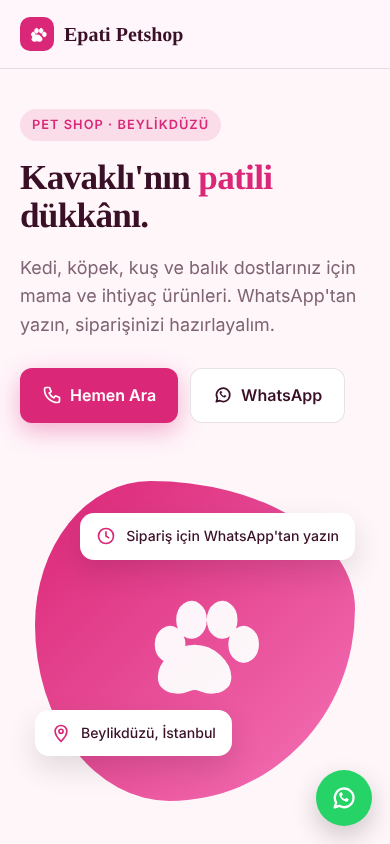 Epati Petshop
PET SHOP · BEYLİKDÜZÜ
Kavaklı'nın patili
dükkânı.
Kedi, köpek, kuş ve balık dostlarınız için
mama ve ihtiyaç ürünleri. WhatsApp'tan
yazın, siparişinizi hazırlayalım.
Hemen Ara
WhatsApp
Sipariş için WhatsApp'tan yazın
Beylikdüzü, İstanbul